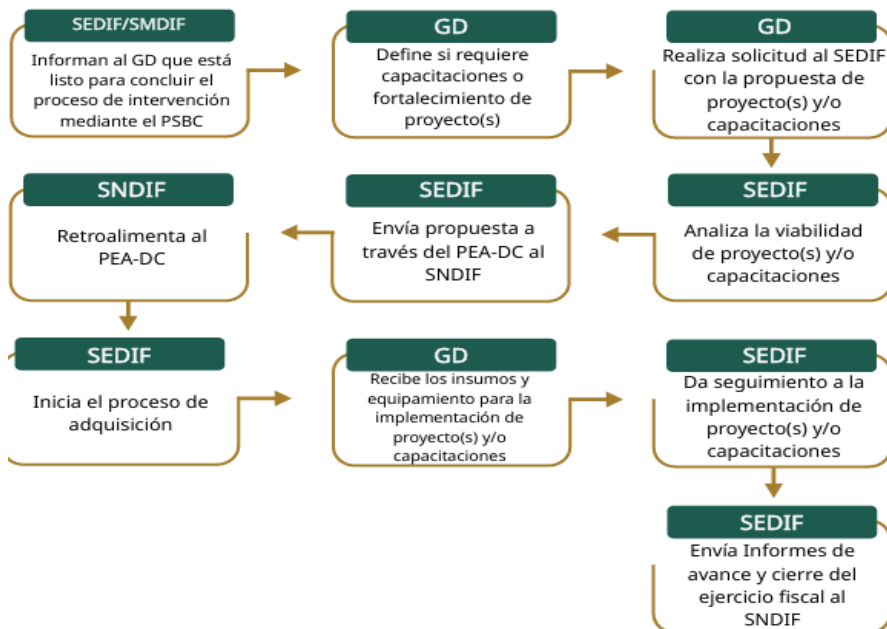 SEDIF/SMDIF
Informan al GD que está
listo para concluir el
proceso de intervención
mediante el PSBC
GD
Define si requiere
capacitaciones o
fortalecimiento de
proyecto(s)
GD
Realiza solicitud al SEDIF
con la propuesta de
proyecto(s) y/o
capacitaciones
SEDIF
Analiza la viabilidad
de proyecto(s) y/o
capacitaciones
SEDIF
Envía propuesta a
través del PEA-DC al
SNDIF
SNDIF
Retroalimenta al
PEA-DC
SEDIF
Inicia el proceso de
adquisición
GD
Recibe los insumos y
equipamiento para la
implementación de
proyecto(s) y/o
capacitaciones
SEDIF
Da seguimiento a la
implementación de
proyecto(s) y/o
capacitaciones
SEDIF
Envía Informes de
avance y cierre del
ejercicio fiscal al
SNDIF